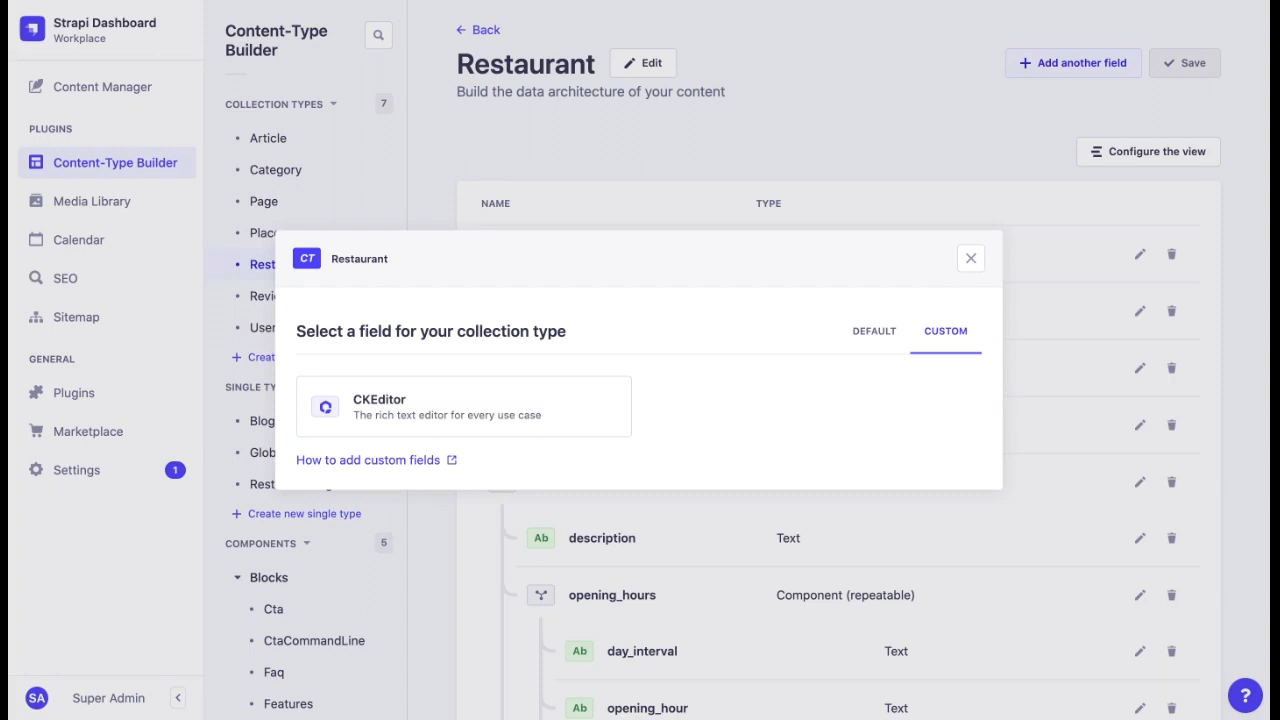 Strapi Dashboard
Workplace
Content Manager
PLUGINS
Content-Type Builder
Media Library
Calendar
SEO
Sitemap
GENERAL
Plugins
Marketplace
Settings
1
SA
Super Admin
Content-Type
Builder
COLLECTION TYPES
7
Article
Category
Page
Plac
Rest
Revi
User
Creat
SINGLE TY
Blog
Glob
Rest
Create new single type
COMPONENTS
5
Blocks
Cta
CtaCommandLine
Faq
Features
Back
Restaurant
Edit
Add another field
Save
Build the data architecture of your content
Configure the view
NAME
TYPE
CT
Restaurant
Select a field for your collection type
DEFAULT
CUSTOM
CKEditor
The rich text editor for every use case
How to add custom fields
Ab description Text
opening_hours Component (repeatable)
Ab day_interval Text
Ab opening_hour Text
?